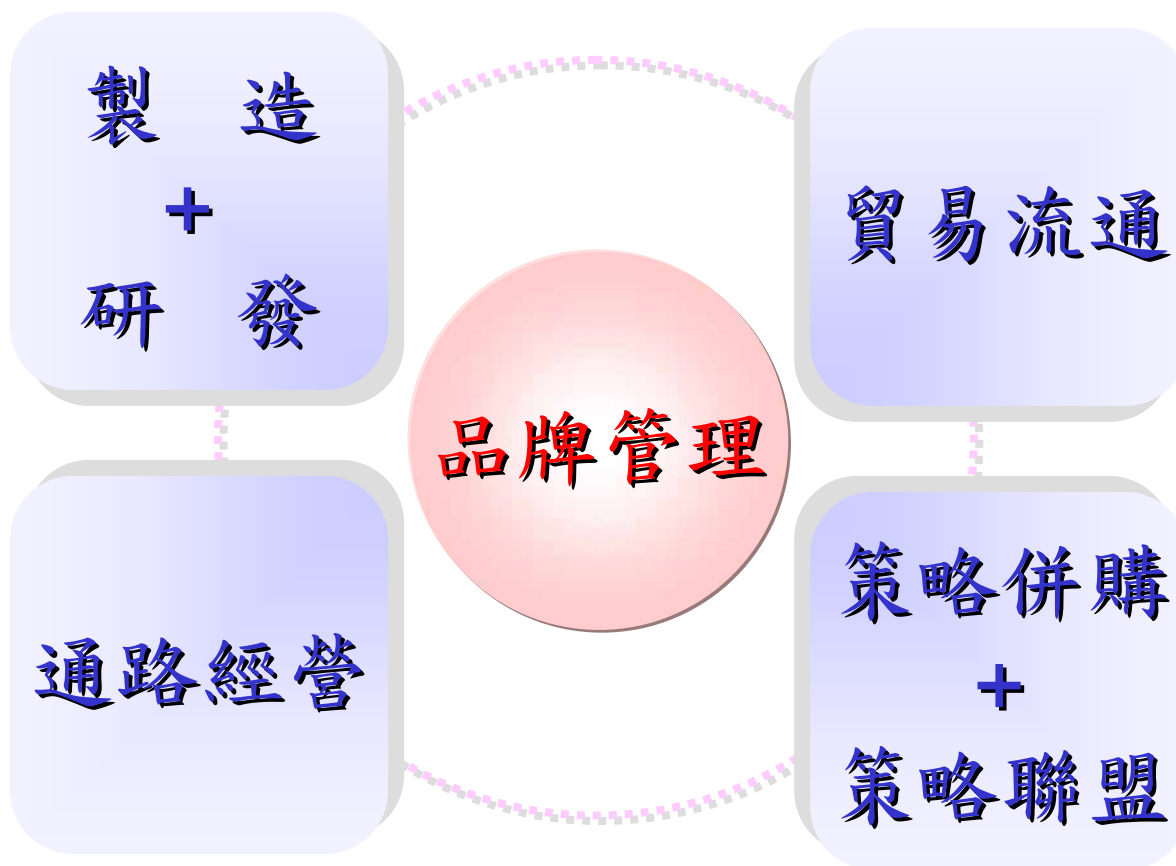 製 造
+
研 發
貿易流通
品牌管理
通路經營
策略併購
+
策略聯盟